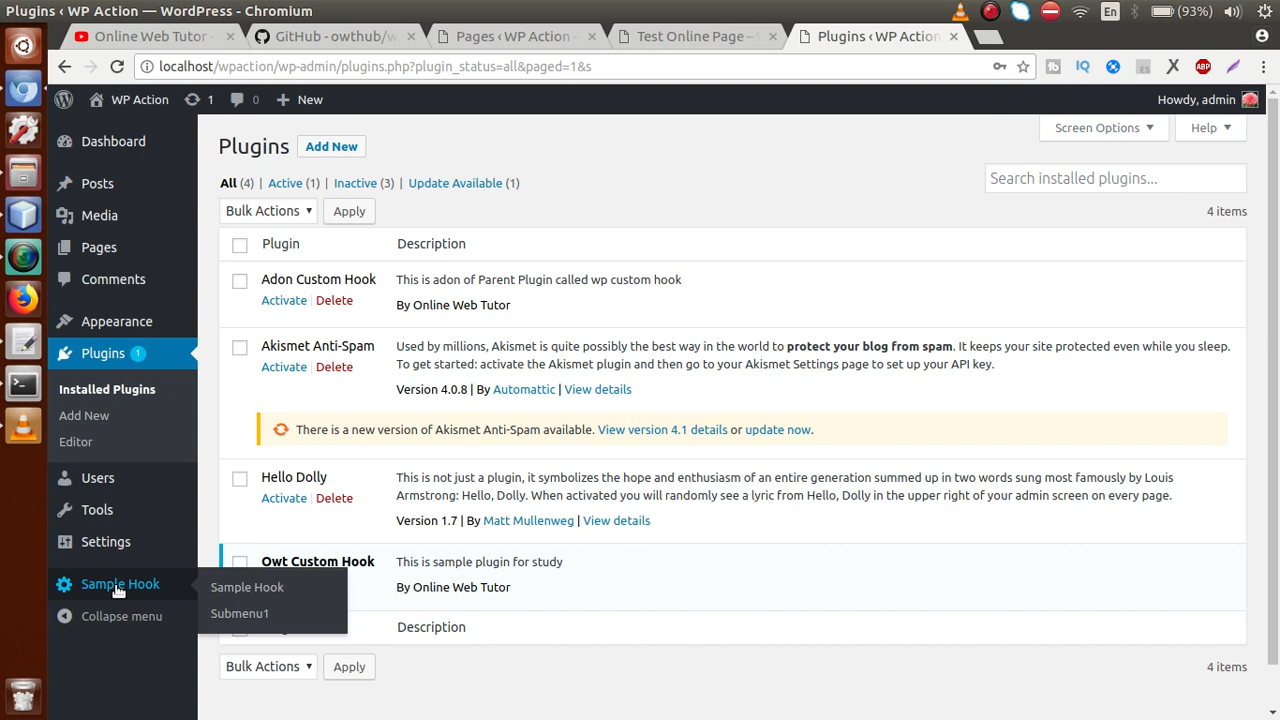 Plugins ‹ WP Action — WordPress - Chromium
En
(93%)
Online Web Tutor -
GitHub - owthub/w
Pages ‹ WP Action –
Test Online Page – W
Plugins ‹ WP Action –
localhost/wpaction/wp-admin/plugins.php?plugin_status=all&paged=1&s
IQ
ES
ABP
WP Action
1
0
New
Howdy, admin
Dashboard
Posts
Media
Pages
Comments
Appearance
Plugins 1
Installed Plugins
Add New
Editor
Users
Tools
Settings
Sample Hook
Collapse menu
Sample Hook
Submenu1
Screen Options
Help
Plugins
Add New
All (4) | Active (1) | Inactive (3) | Update Available (1)
Search installed plugins...
Bulk Actions
Apply
4 items
Plugin
Description
Adon Custom Hook
This is adon of Parent Plugin called wp custom hook
Activate | Delete
By Online Web Tutor
Akismet Anti-Spam
Used by millions, Akismet is quite possibly the best way in the world to protect your blog from spam. It keeps your site protected even while you sleep.
Activate | Delete
To get started: activate the Akismet plugin and then go to your Akismet Settings page to set up your API key.
Version 4.0.8 | By Automattic | View details
There is a new version of Akismet Anti-Spam available. View version 4.1 details or update now.
Hello Dolly
This is not just a plugin, it symbolizes the hope and enthusiasm of an entire generation summed up in two words sung most famously by Louis
Activate | Delete
Armstrong: Hello, Dolly. When activated you will randomly see a lyric from Hello, Dolly in the upper right of your admin screen on every page.
Version 1.7 | By Matt Mullenweg | View details
Owt Custom Hook
This is sample plugin for study
By Online Web Tutor
Description
Bulk Actions
Apply
4 items